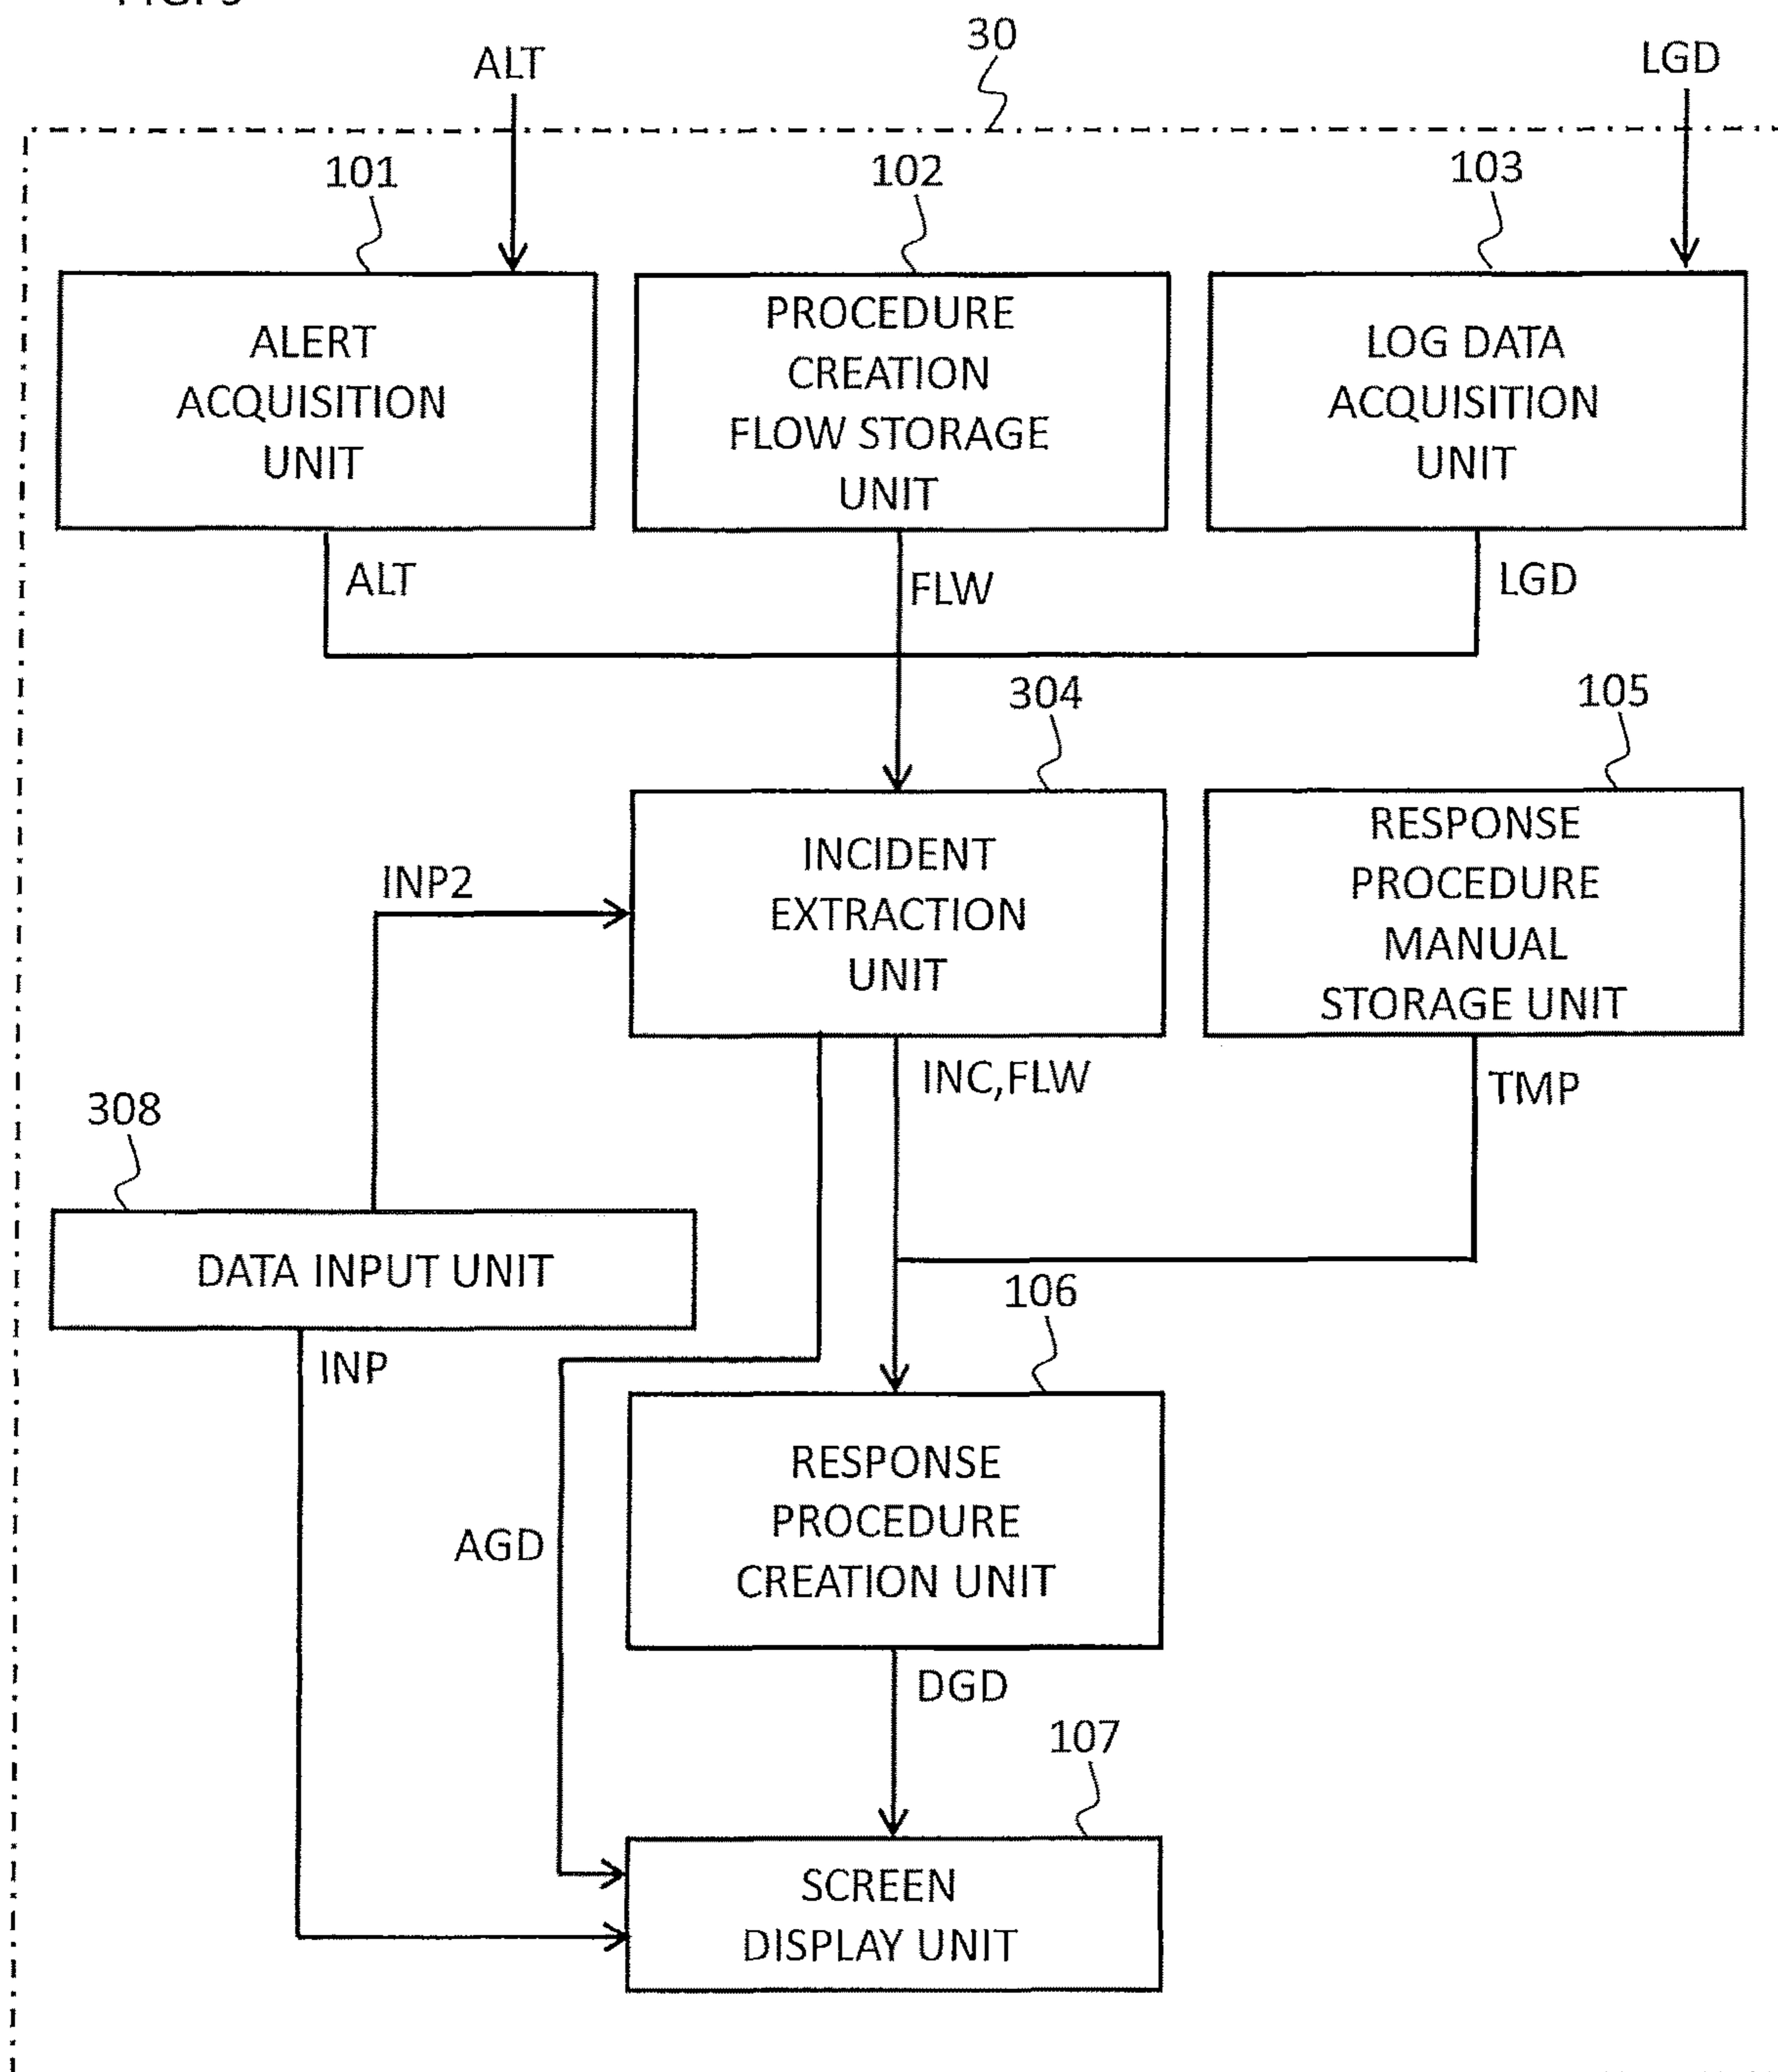 30
ALT
LGD
101
102
103
ALERT
ACQUISITION
UNIT
PROCEDURE
CREATION
FLOW STORAGE
UNIT
LOG DATA
ACQUISITION
UNIT
ALT
FLW
LGD
304
105
INCIDENT
EXTRACTION
UNIT
RESPONSE
PROCEDURE
MANUAL
STORAGE UNIT
INP2
INC,FLW
TMP
308
DATA INPUT UNIT
106
INP
RESPONSE
PROCEDURE
CREATION UNIT
AGD
DGD
107
SCREEN
DISPLAY UNIT